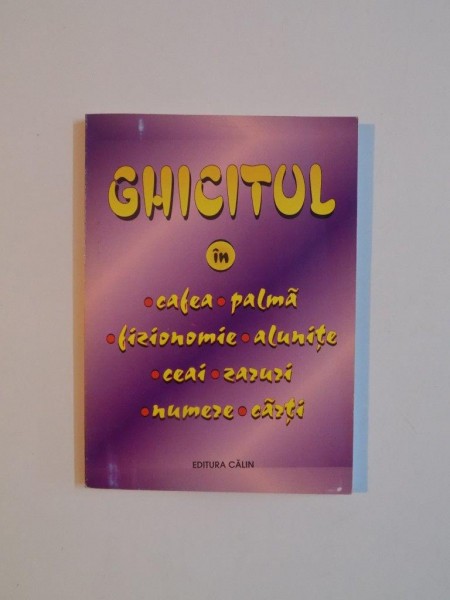 GHICITUL
în
• cafea • palmă
• fizionomie • alunițe
• ceai • zaruri
• numere • cărți
EDITURA CĂLIN